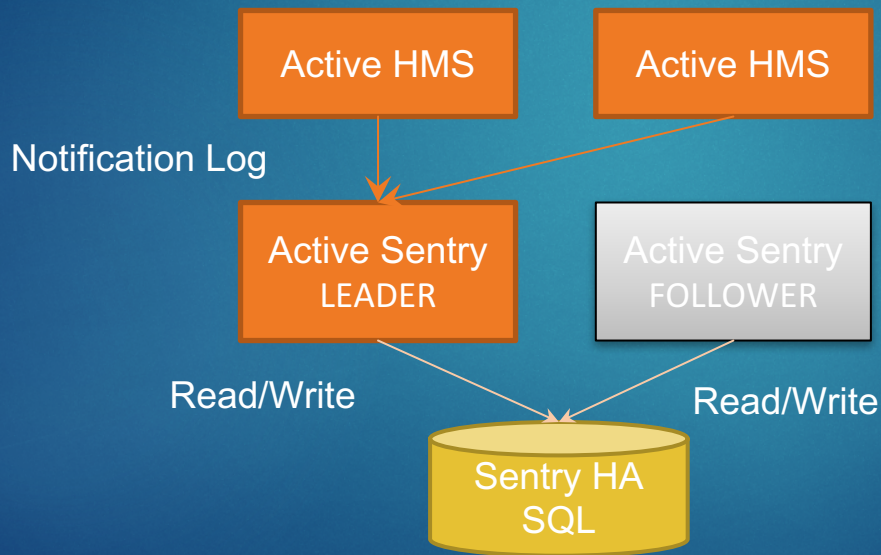 Active HMS
Active HMS
Notification Log
Active Sentry
LEADER
Active Sentry
FOLLOWER
Read/Write
Read/Write
Sentry HA
SQL